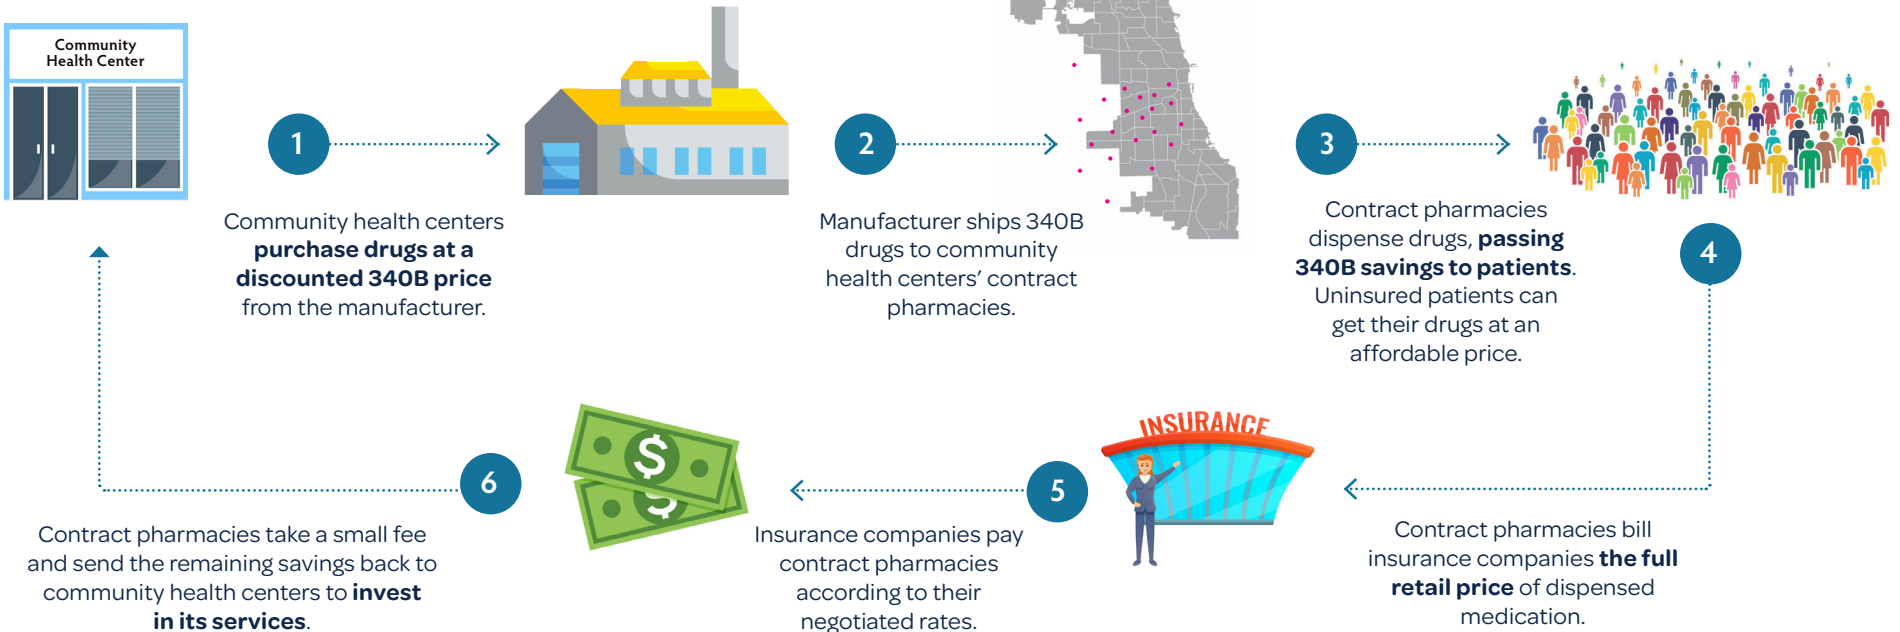 Community
Health Center
1
Community health centers
purchase drugs at a
discounted 340B price
from the manufacturer.
2
Manufacturer ships 340B
drugs to community
health centers’ contract
pharmacies.
3
Contract pharmacies
dispense drugs, passing
340B savings to patients.
Uninsured patients can
get their drugs at an
affordable price.
4
Contract pharmacies bill
insurance companies the full
retail price of dispensed
medication.
INSURANCE
5
Insurance companies pay
contract pharmacies
according to their
negotiated rates.
$
$
6
Contract pharmacies take a small fee
and send the remaining savings back to
community health centers to invest
in its services.